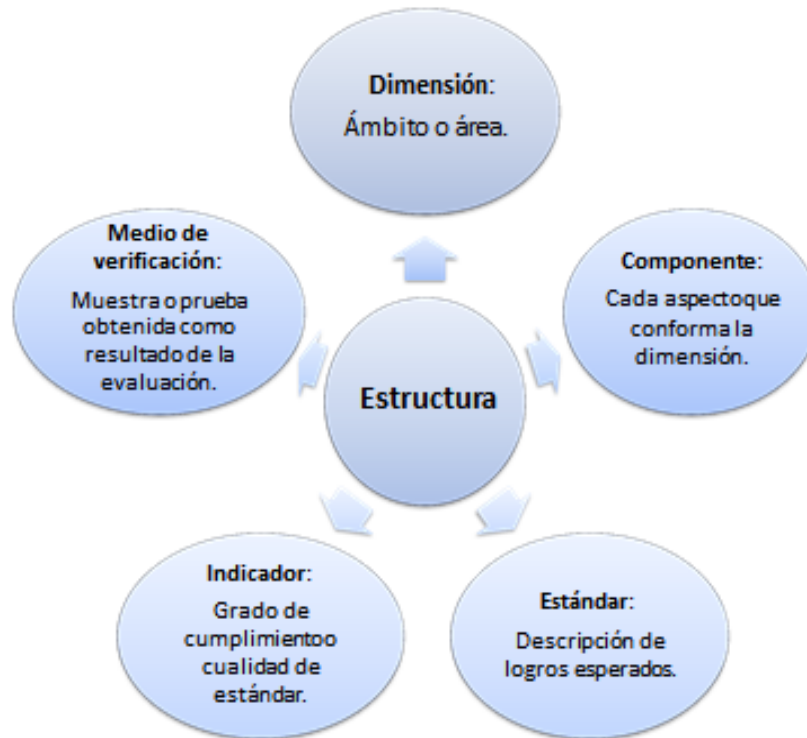 Dimensión:
Ámbito o área.
Medio de
verificación:
Muestra o prueba
obtenida como
resultado de la
evaluación.
Componente:
Cada aspectoque
conforma la
dimensión.
Estructura
Indicador:
Grado de
cumplimientoo
cualidad de
estándar.
Estándar:
Descripción de
logros esperados.